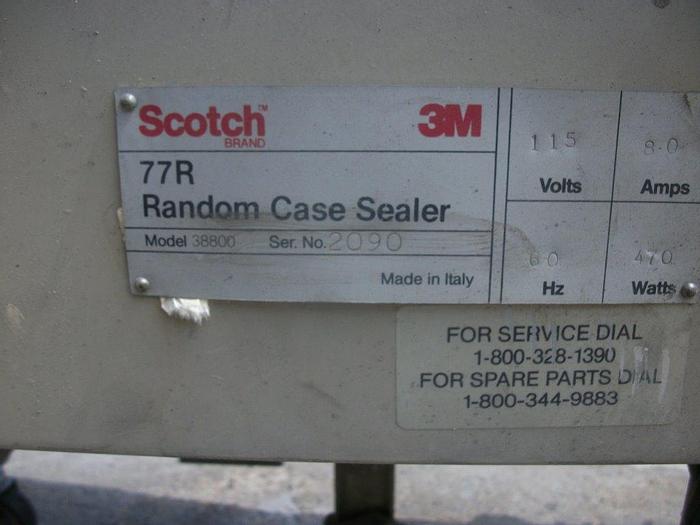 Scotch™ 3M
BRAND
77R
Random Case Sealer
Model 38800 Ser. No. 2090
Made in Italy
115 8.0
Volts Amps
60 470
Hz Watts
FOR SERVICE DIAL
1-800-328-1390
FOR SPARE PARTS DIAL
1-800-344-9883